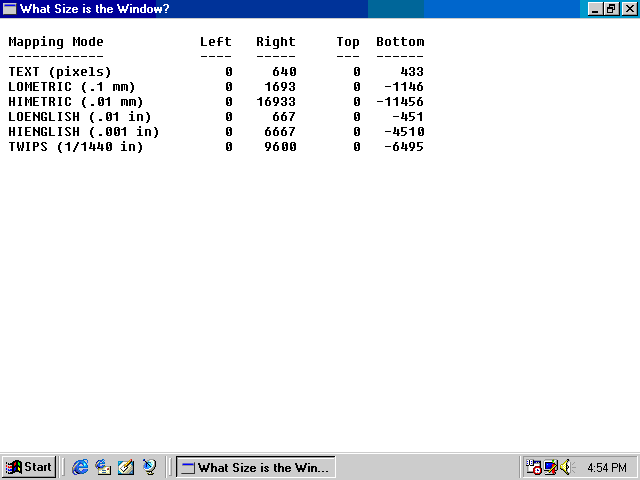 What Size is the Window?
Mapping Mode            Left   Right     Top  Bottom
------------            ----   -----     ---  ------
TEXT (pixels)              0     640       0     433
LOMETRIC (.1 mm)           0    1693       0   -1146
HIMETRIC (.01 mm)          0   16933       0  -11456
LOENGLISH (.01 in)         0     667       0    -451
HIENGLISH (.001 in)        0    6667       0   -4510
TWIPS (1/1440 in)          0    9600       0   -6495
Start What Size is the Win... 4:54 PM